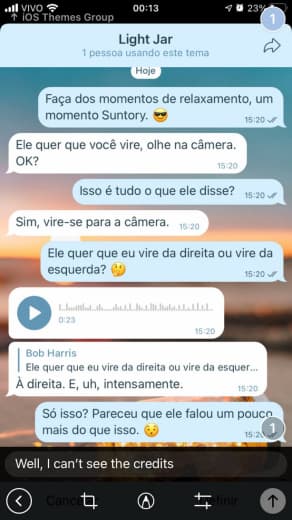 VIVO
00:13
23%
iOS Themes Group
1
Light Jar
1 pessoa usando este tema
Hoje
Faça dos momentos de relaxamento, um
momento Suntory. 😎
15:20
Ele quer que você vire, olhe na câmera.
OK?
15:20
Isso é tudo o que ele disse?
15:20
Sim, vire-se para a câmera.
15:20
Ele quer que eu vire da direita ou vire da
esquerda? 🤔
15:20
0:23
15:20
Bob Harris
Ele quer que eu vire da direita ou vire da esquer...
À direita. E, uh, intensamente.
15:20
Só isso? Pareceu que ele falou um pouco
mais do que isso. 😯
15:20
1
Well, I can't see the credits